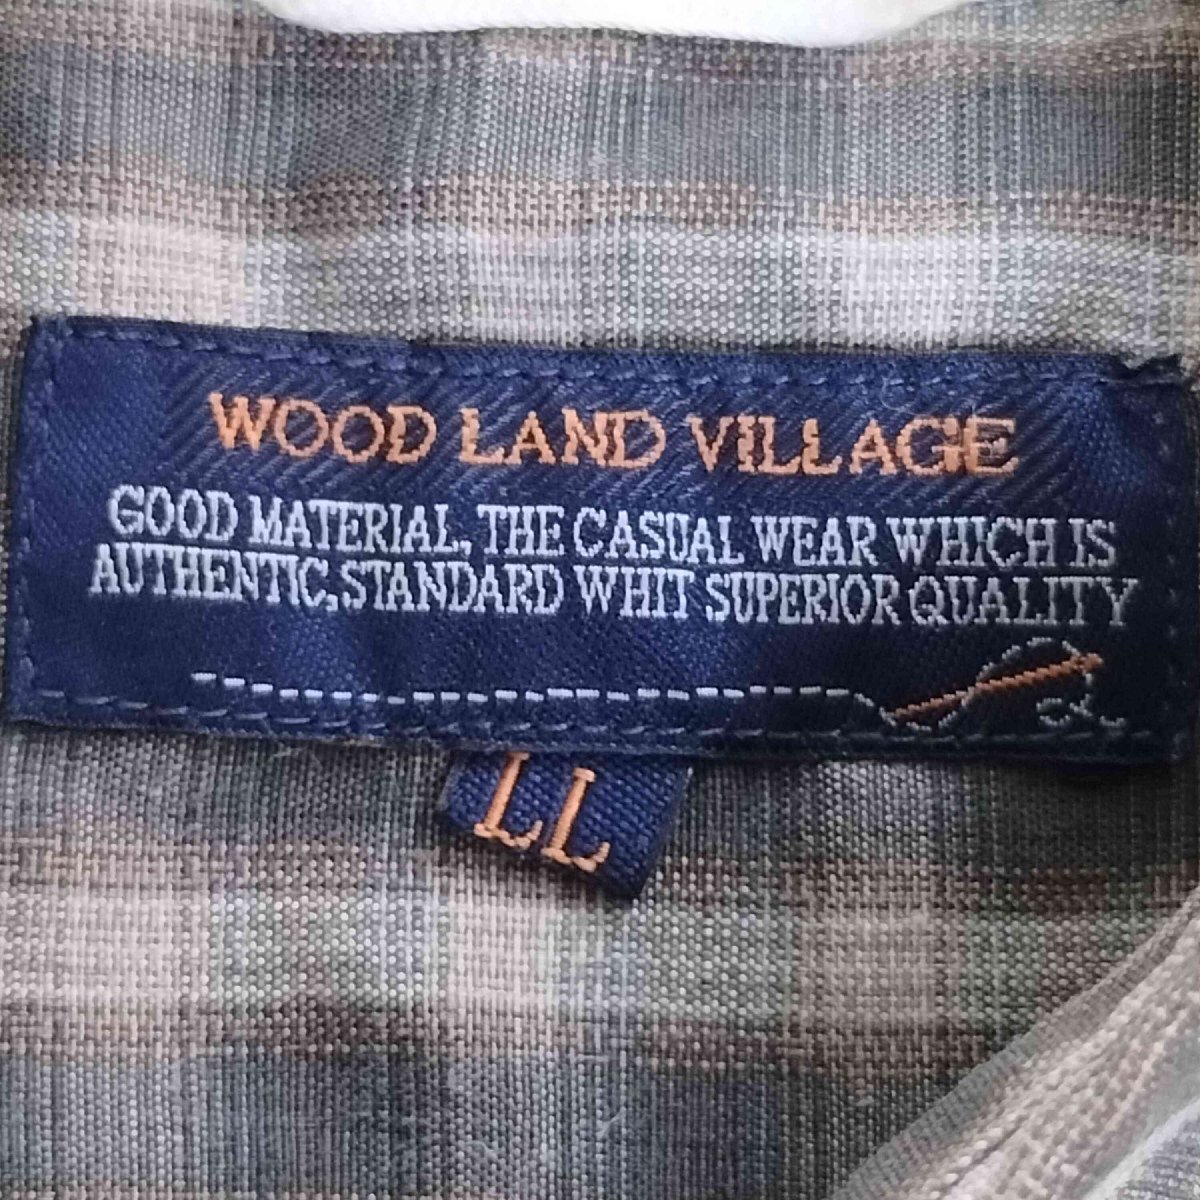 WOOD LAND VILLAGE
GOOD MATERIAL, THE CASUAL WEAR WHICH IS
AUTHENTIC, STANDARD WHIT SUPERIOR QUALITY
LL